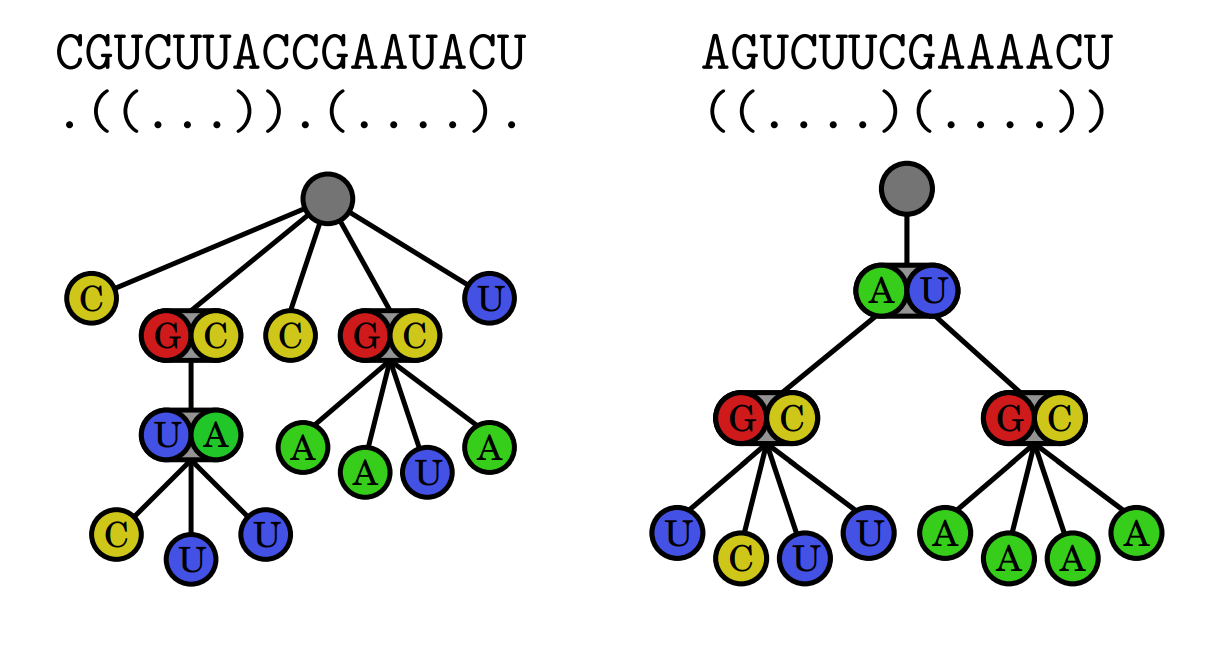 CGUCUUACCGAAUACU AGUCUUCGAAAACU
.((...)).(....). ((....)(....))
A U
C G C C G C U
G C G C
U A A A U A
C U U U C U U A A A A